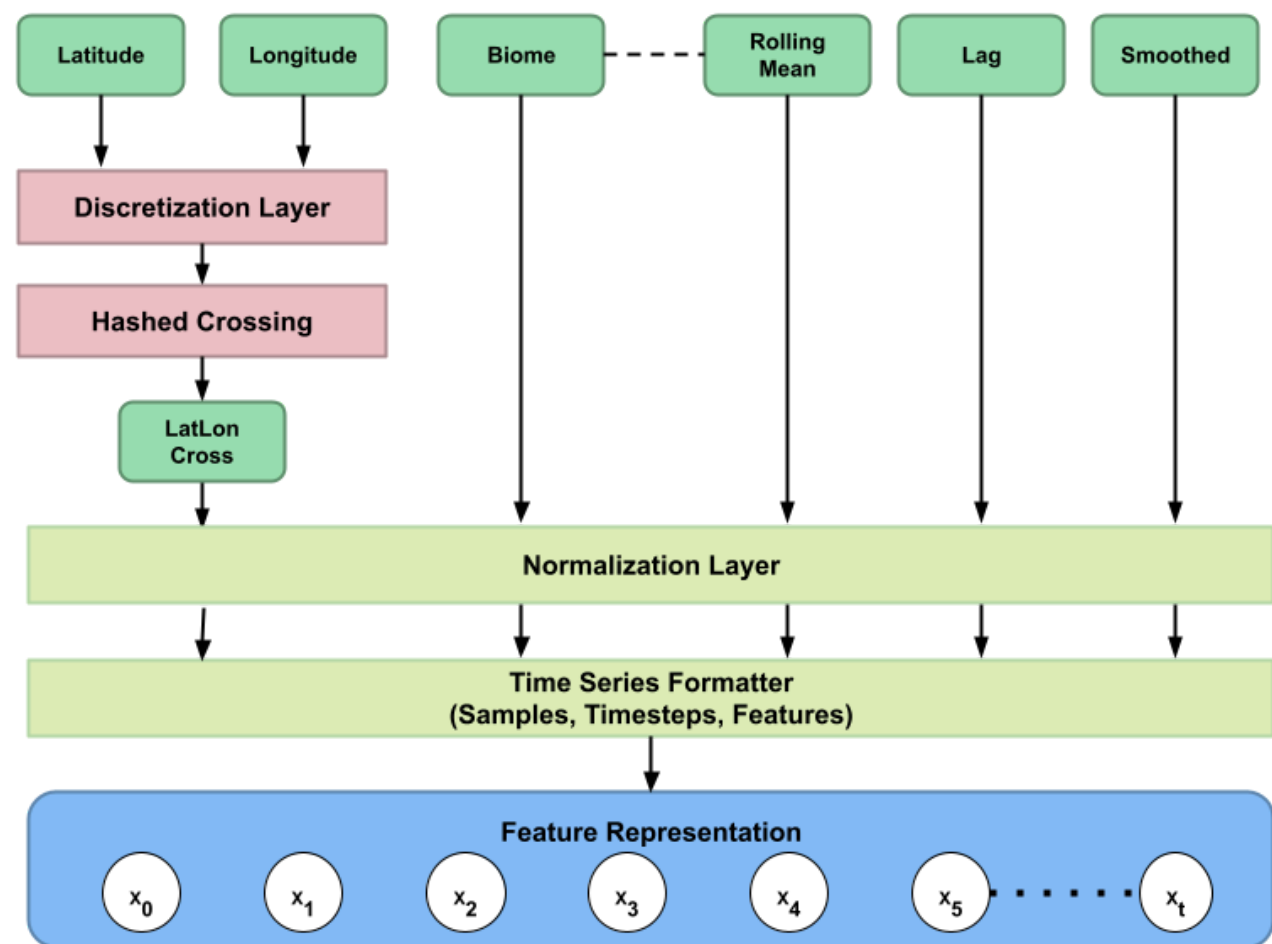 Latitude
Longitude
Biome
Rolling
Mean
Lag
Smoothed
Discretization Layer
Hashed Crossing
LatLon
Cross
Normalization Layer
Time Series Formatter
(Samples, Timesteps, Features)
Feature Representation
x0
x1
x2
x3
x4
x5
xt